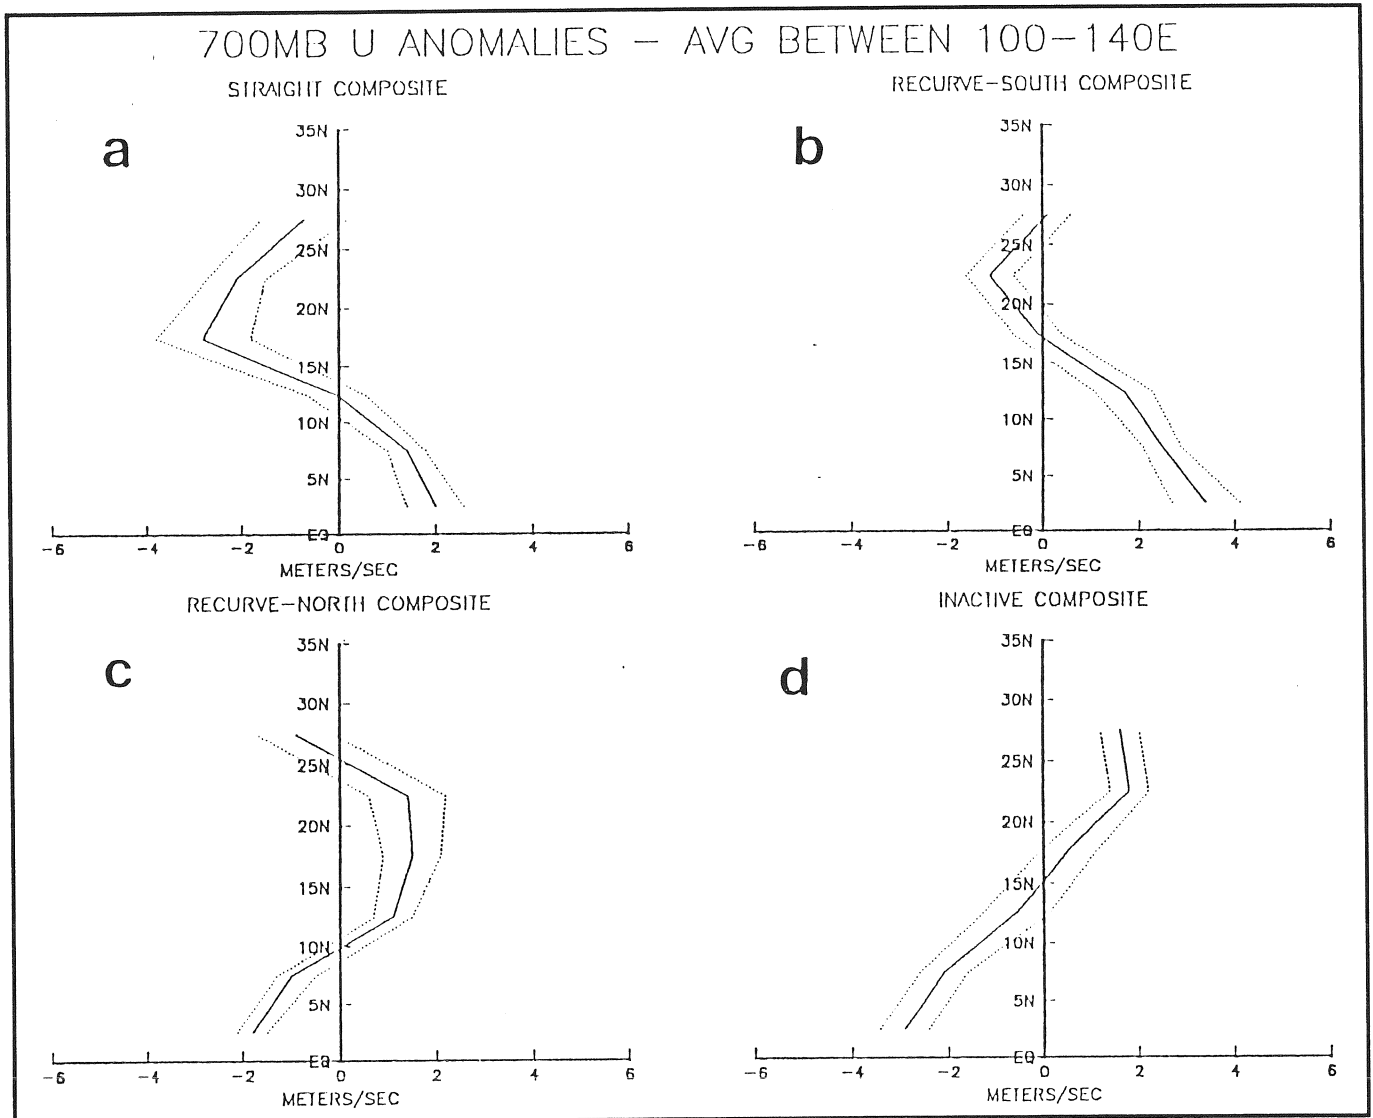 700MB U ANOMALIES - AVG BETWEEN 100-140E
STRAIGHT COMPOSITE
a
35N
30N
25N
20N
15N
10N
5N
EQ
-6 -4 -2 0 2 4 6
METERS/SEC
RECURVE-SOUTH COMPOSITE
b
35N
30N
25N
20N
15N
10N
5N
EQ
-6 -4 -2 0 2 4 6
METERS/SEC
RECURVE-NORTH COMPOSITE
c
35N
30N
25N
20N
15N
10N
5N
EQ
-6 -4 -2 0 2 4 6
METERS/SEC
INACTIVE COMPOSITE
d
35N
30N
25N
20N
15N
10N
5N
EQ
-6 -4 -2 0 2 4 6
METERS/SEC